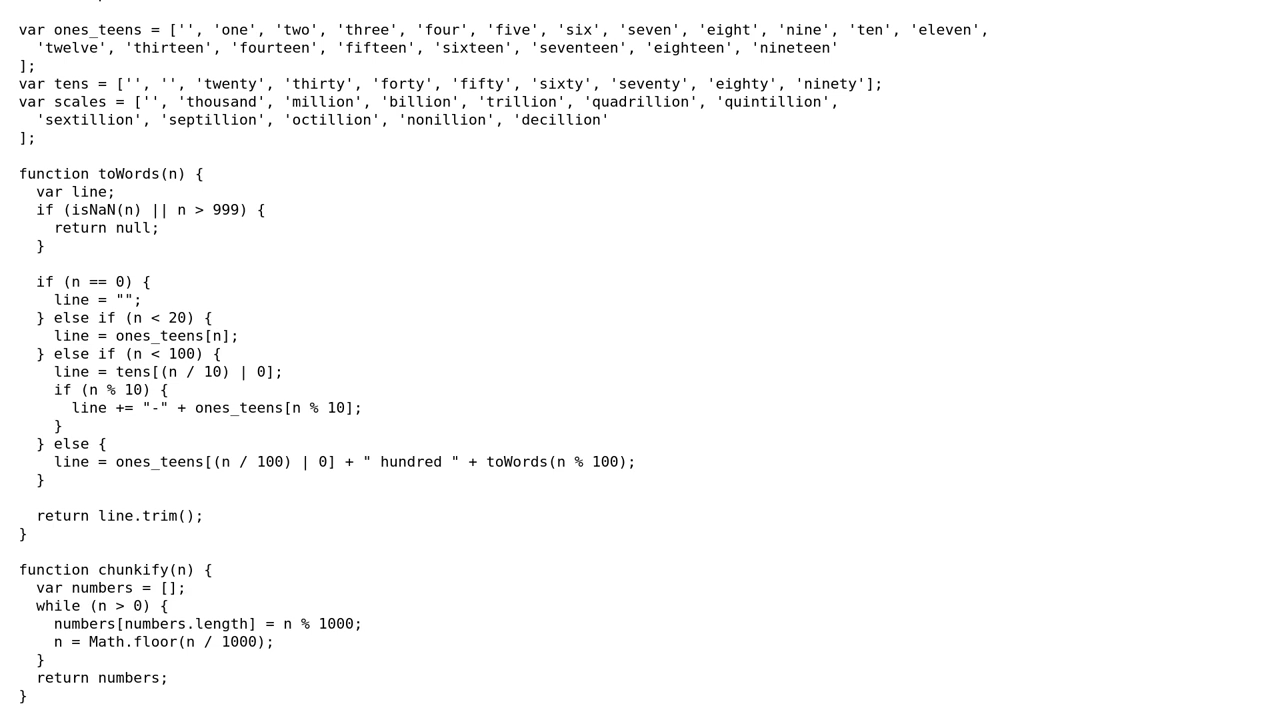 var ones_teens = ['', 'one', 'two', 'three', 'four', 'five', 'six', 'seven', 'eight', 'nine', 'ten', 'eleven',
  'twelve', 'thirteen', 'fourteen', 'fifteen', 'sixteen', 'seventeen', 'eighteen', 'nineteen'
];
var tens = ['', '', 'twenty', 'thirty', 'forty', 'fifty', 'sixty', 'seventy', 'eighty', 'ninety'];
var scales = ['', 'thousand', 'million', 'billion', 'trillion', 'quadrillion', 'quintillion',
  'sextillion', 'septillion', 'octillion', 'nonillion', 'decillion'
];

function toWords(n) {
  var line;
  if (isNaN(n) || n > 999) {
    return null;
  }

  if (n == 0) {
    line = "";
  } else if (n < 20) {
    line = ones_teens[n];
  } else if (n < 100) {
    line = tens[(n / 10) | 0];
    if (n % 10) {
      line += "-" + ones_teens[n % 10];
    }
  } else {
    line = ones_teens[(n / 100) | 0] + " hundred " + toWords(n % 100);
  }

  return line.trim();
}

function chunkify(n) {
  var numbers = [];
  while (n > 0) {
    numbers[numbers.length] = n % 1000;
    n = Math.floor(n / 1000);
  }
  return numbers;
}